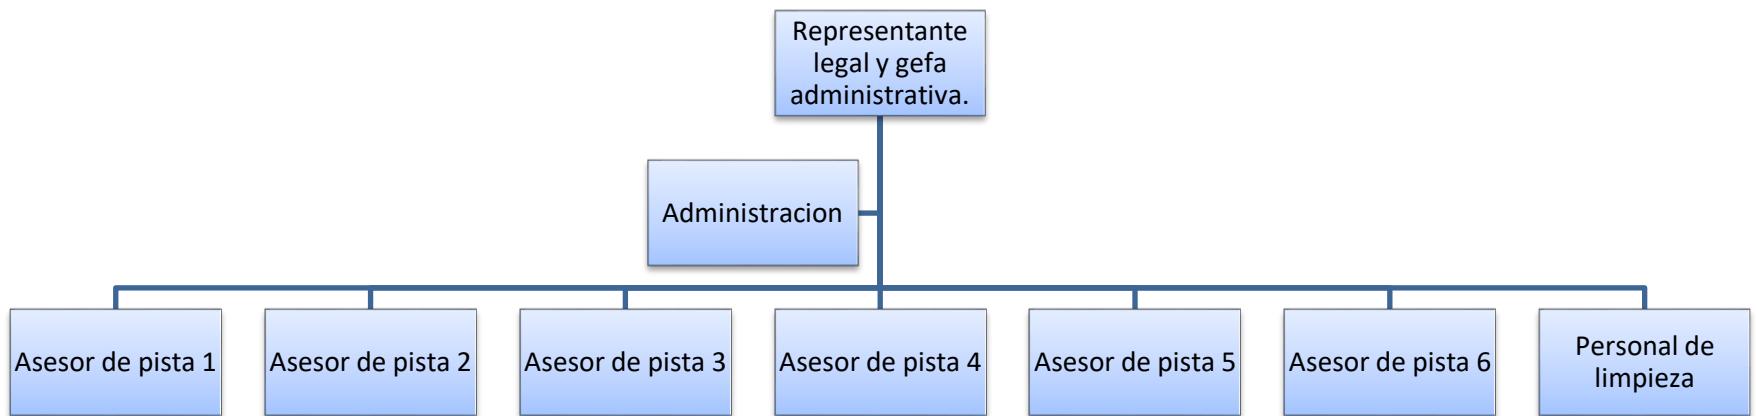 Representante
legal y gefa
administrativa.
Administracion
Asesor de pista 1
Asesor de pista 2
Asesor de pista 3
Asesor de pista 4
Asesor de pista 5
Asesor de pista 6
Personal de
limpieza